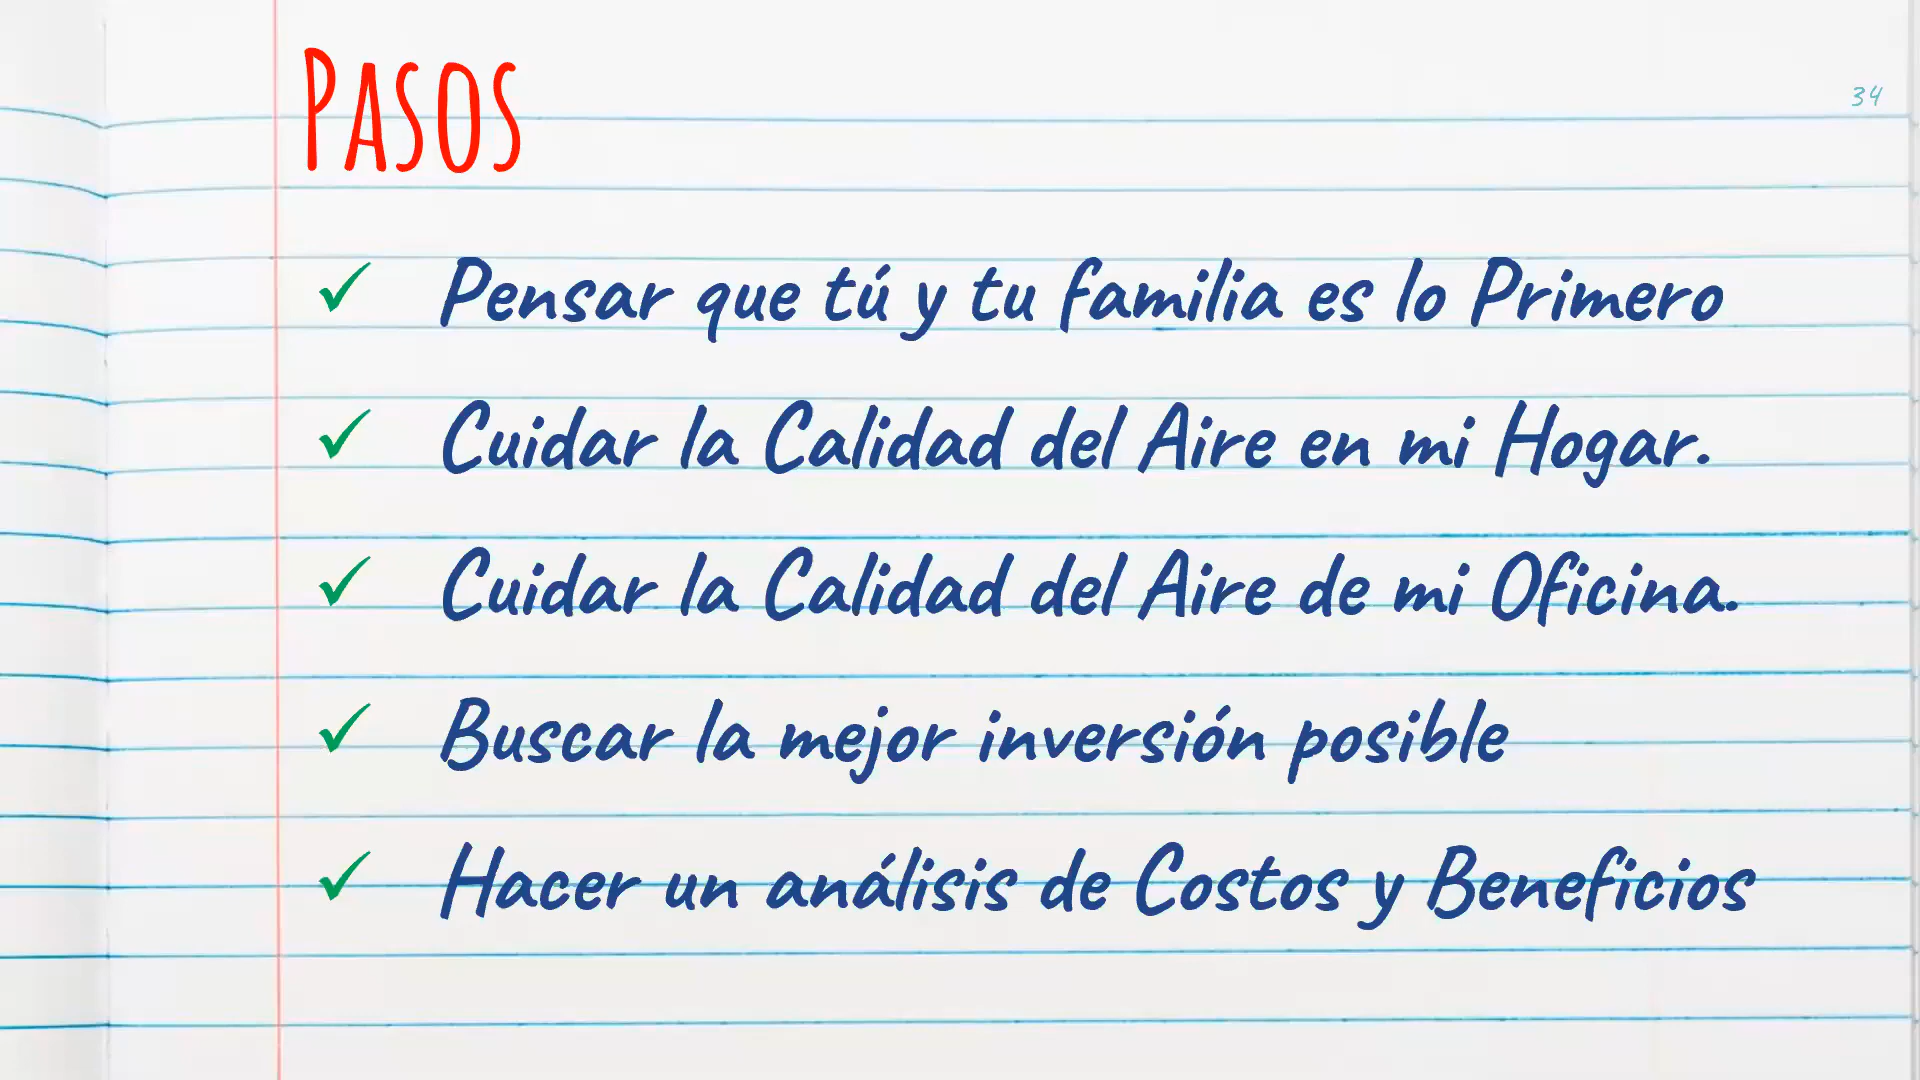 PASOS
34
✓ Pensar que tú y tu familia es lo Primero
✓ Cuidar la Calidad del Aire en mi Hogar.
✓ Cuidar la Calidad del Aire de mi Oficina.
✓ Buscar la mejor inversión posible
✓ Hacer un análisis de Costos y Beneficios